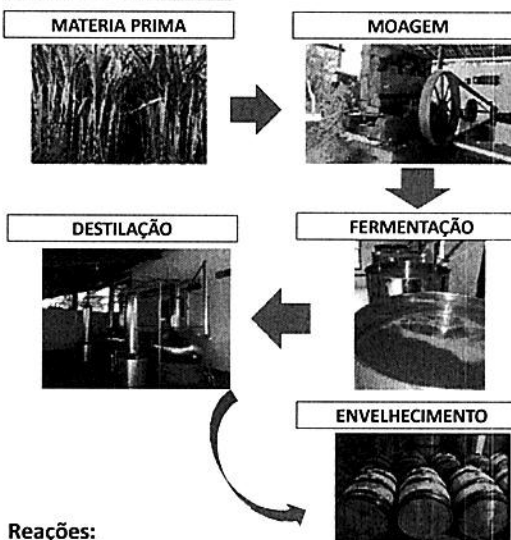 MATERIA PRIMA
MOAGEM
FERMENTAÇÃO
DESTILAÇÃO
ENVELHECIMENTO
Reações: